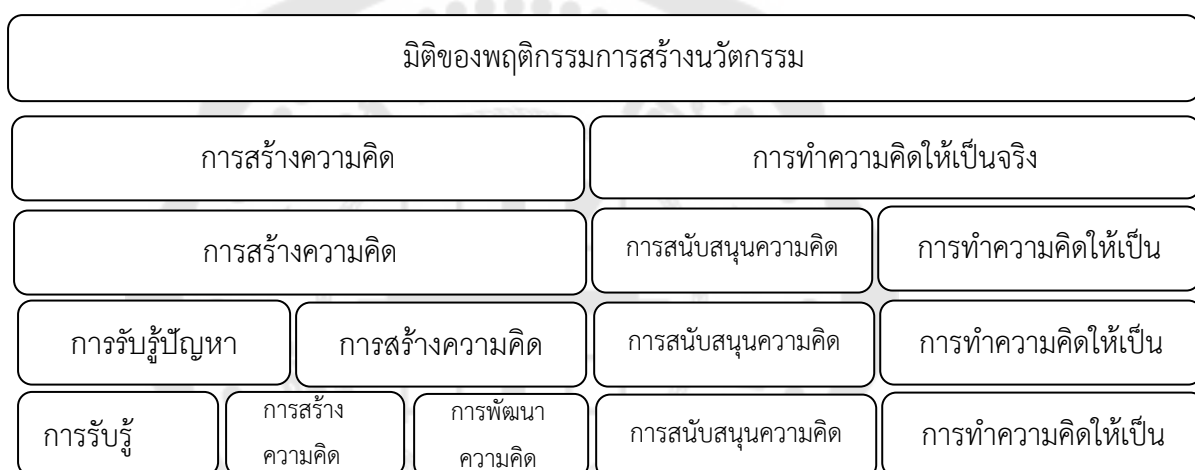 มิติของพฤติกรรมการสร้างนวัตกรรม
การสร้างความคิด
การทำความคิดให้เป็นจริง
การสร้างความคิด
การสนับสนุนความคิด
การทำความคิดให้เป็น
การรับรู้ปัญหา
การสร้างความคิด
การสนับสนุนความคิด
การทำความคิดให้เป็น
การรับรู้
การสร้าง
ความคิด
การพัฒนา
ความคิด
การสนับสนุนความคิด
การทำความคิดให้เป็น